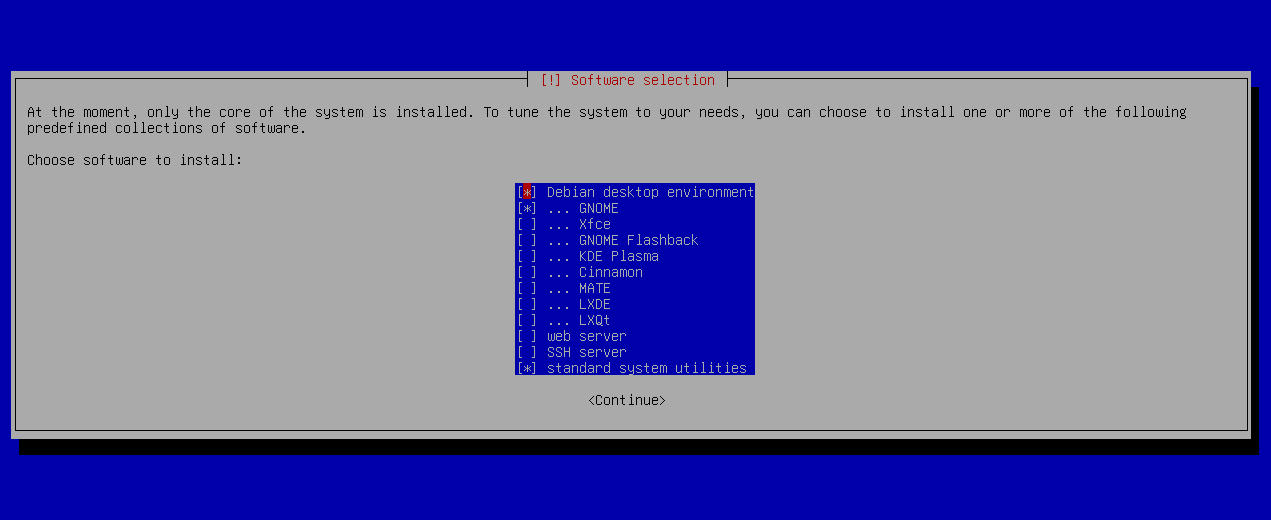 [!] Software selection
At the moment, only the core of the system is installed. To tune the system to your needs, you can choose to install one or more of the following
predefined collections of software.
Choose software to install:
[*] Debian desktop environment
[*] ... GNOME
[ ] ... Xfce
[ ] ... GNOME Flashback
[ ] ... KDE Plasma
[ ] ... Cinnamon
[ ] ... MATE
[ ] ... LXDE
[ ] ... LXQt
[ ] web server
[ ] SSH server
[*] standard system utilities
<Continue>